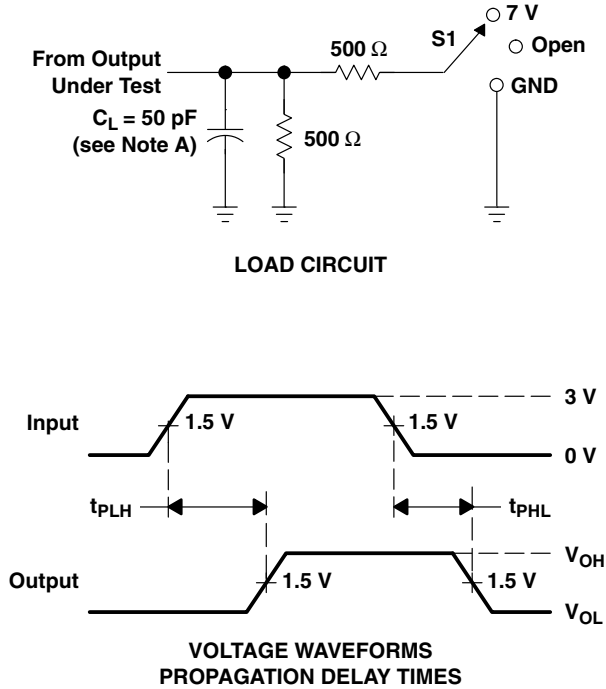 7 V
S1
Open
500 Ω
From Output
Under Test
GND
C_L = 50 pF
(see Note A)
500 Ω
LOAD CIRCUIT
3 V
Input
1.5 V
1.5 V
0 V
t_PLH
t_PHL
V_OH
Output
1.5 V
1.5 V
V_OL
VOLTAGE WAVEFORMS
PROPAGATION DELAY TIMES